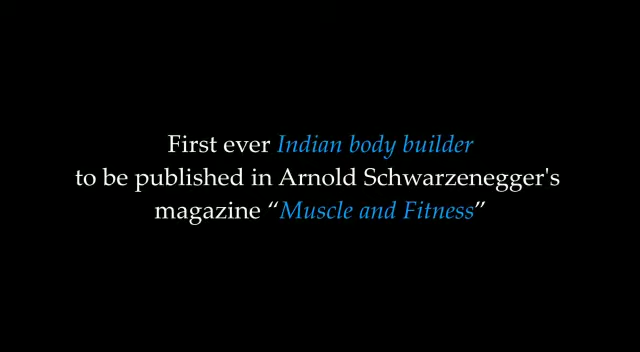 First ever Indian body builder
to be published in Arnold Schwarzenegger's
magazine “Muscle and Fitness”